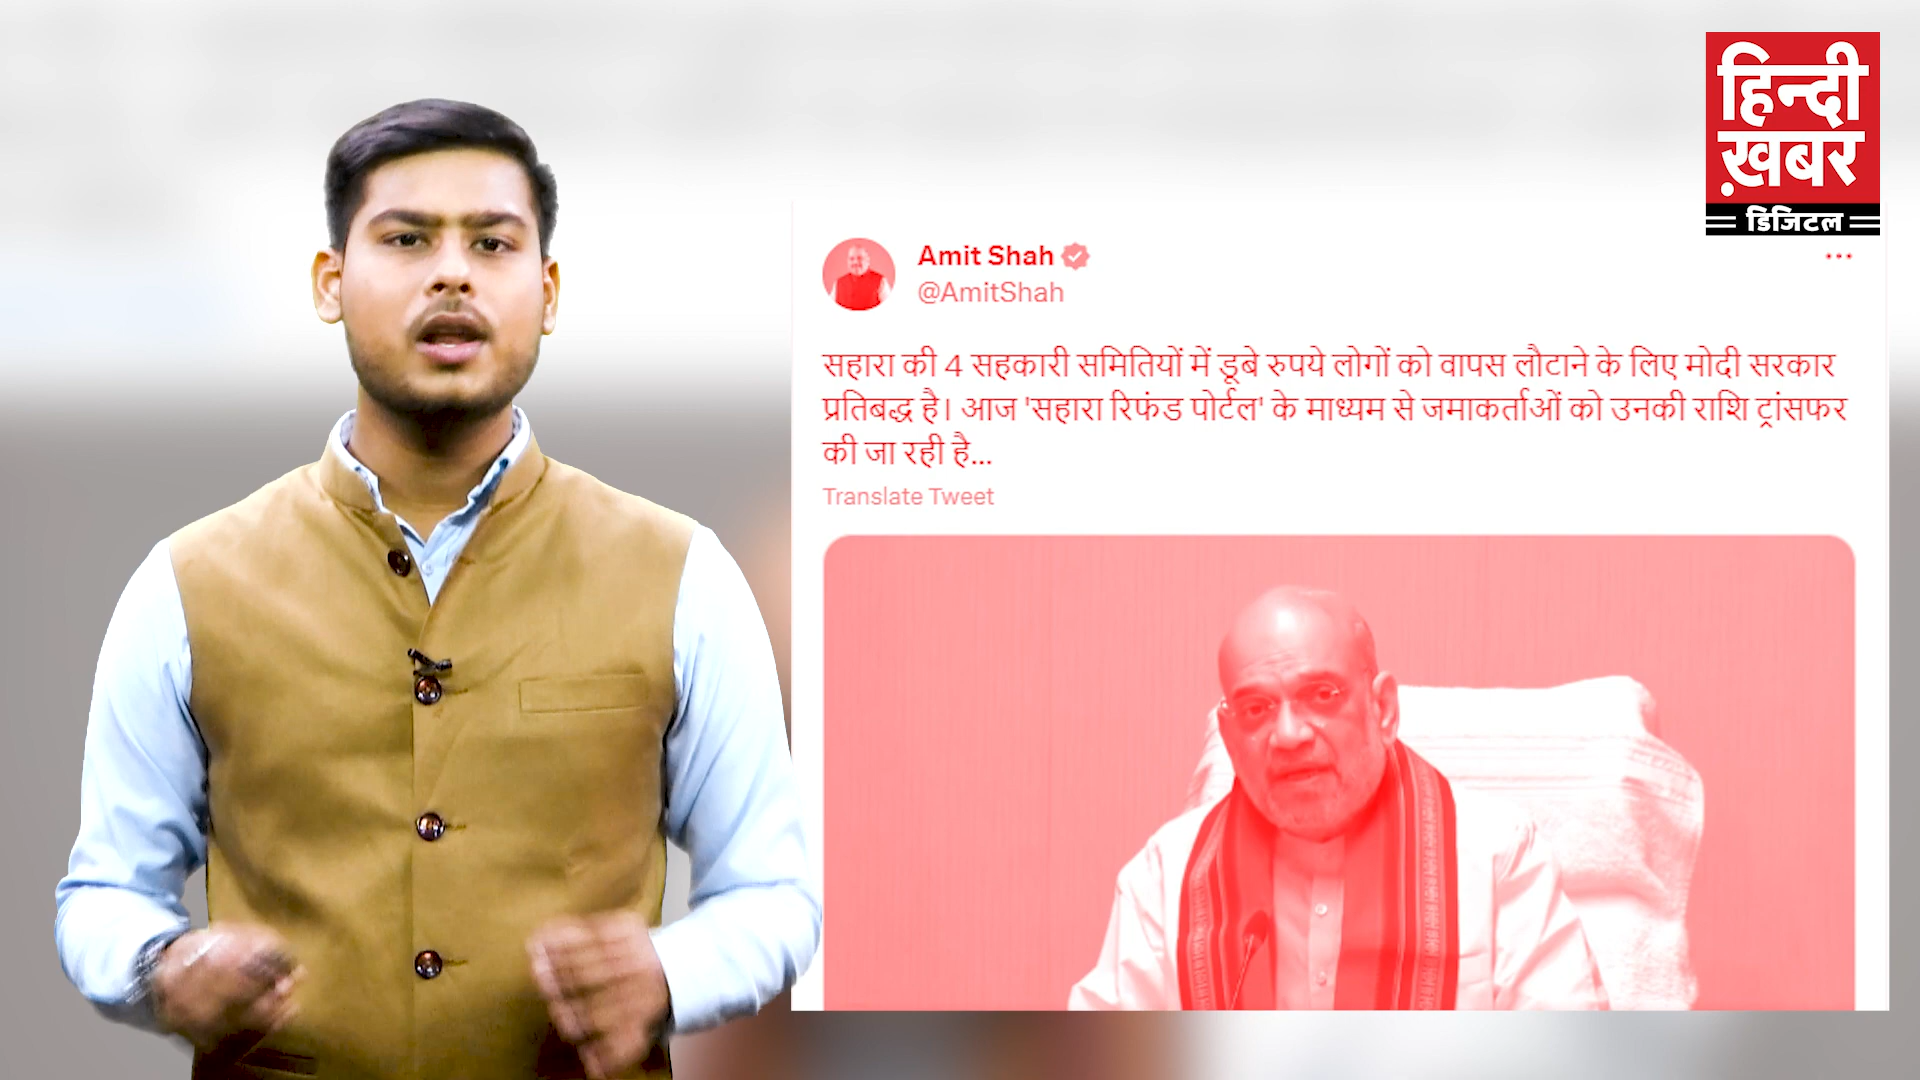 हिन्दी
ख़बर
डिजिटल
Amit Shah
@AmitShah
सहारा की 4 सहकारी समितियों में डूबे रुपये लोगों को वापस लौटाने के लिए मोदी सरकार
प्रतिबद्ध है। आज 'सहारा रिफंड पोर्टल' के माध्यम से जमाकर्ताओं को उनकी राशि ट्रांसफर
की जा रही है...
Translate Tweet